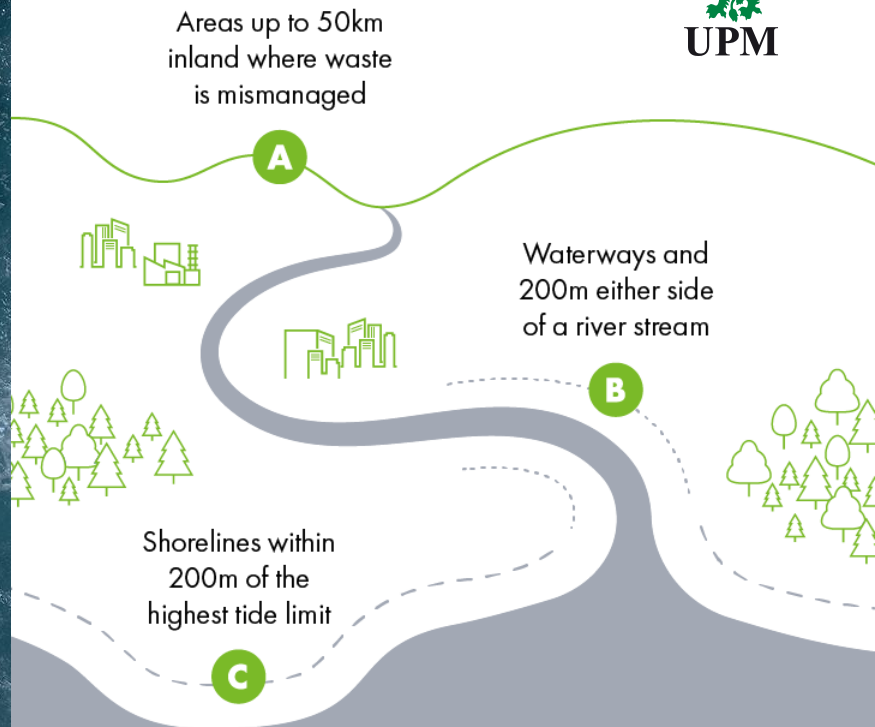 Areas up to 50km
inland where waste
is mismanaged
UPM
A
Waterways and
200m either side
of a river stream
B
Shorelines within
200m of the
highest tide limit
C